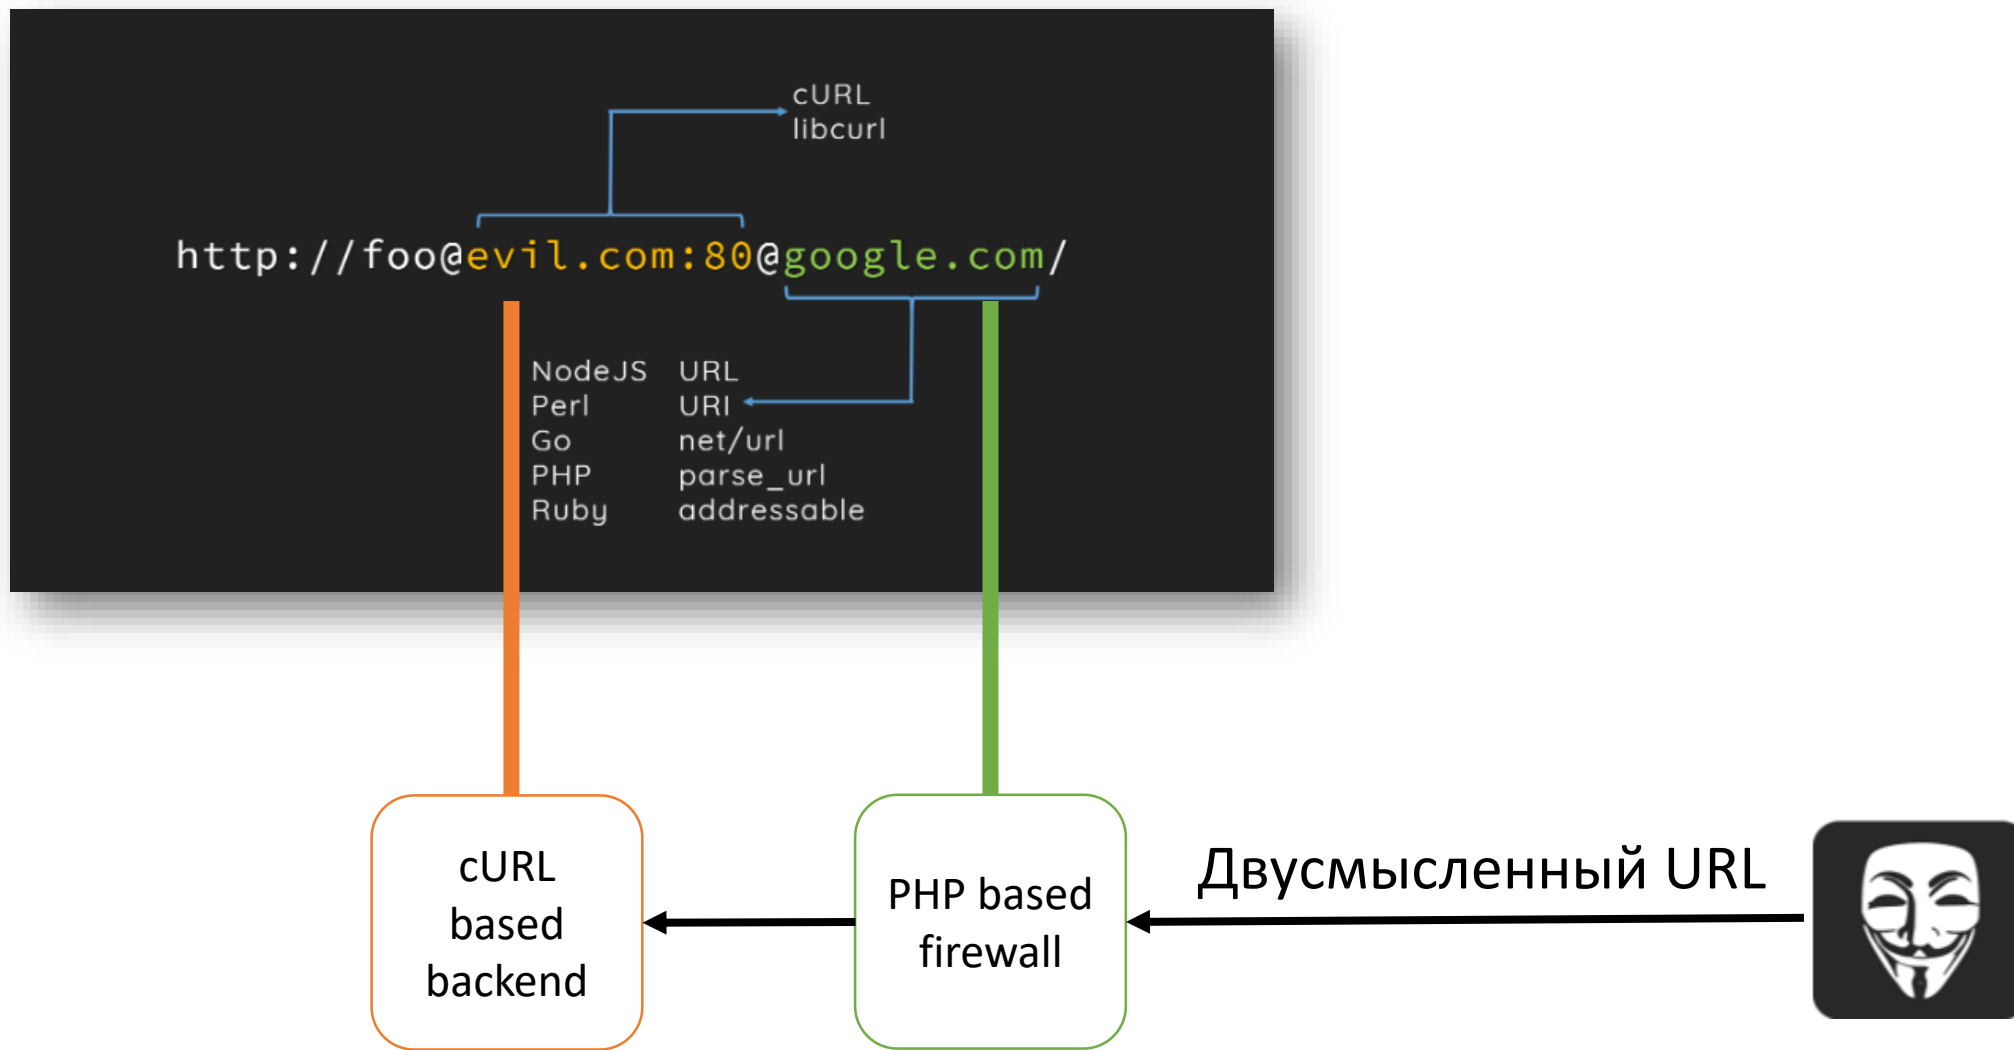 cURL
libcurl
http://foo@evil.com:80@google.com/
NodeJS URL
Perl URI
Go net/url
PHP parse_url
Ruby addressable
cURL
based
backend
PHP based
firewall
Двусмысленный URL